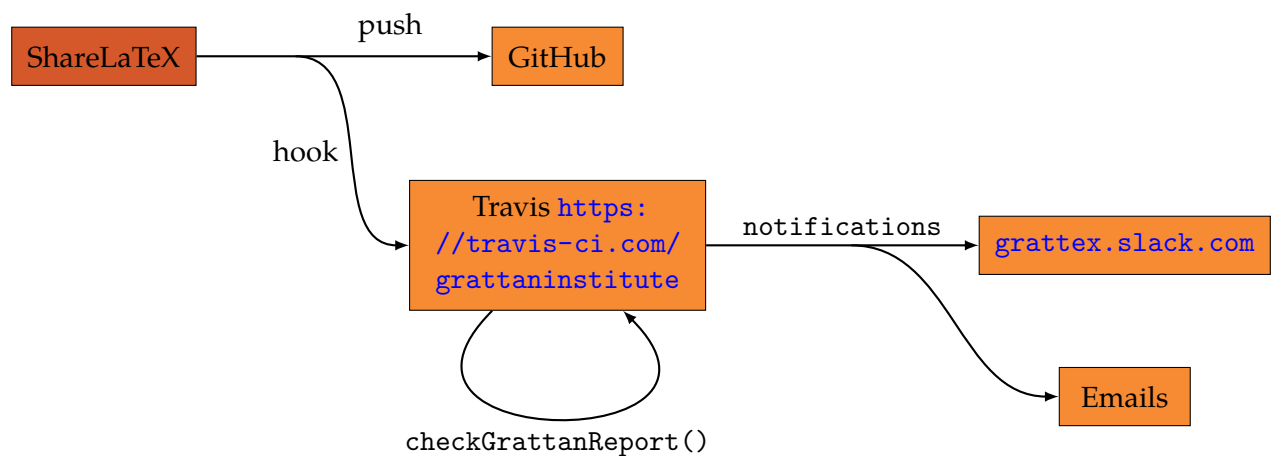 push
ShareLaTeX
GitHub
hook
Travis https:
//travis-ci.com/
grattaninstitute
notifications
grattex.slack.com
Emails
checkGrattanReport()